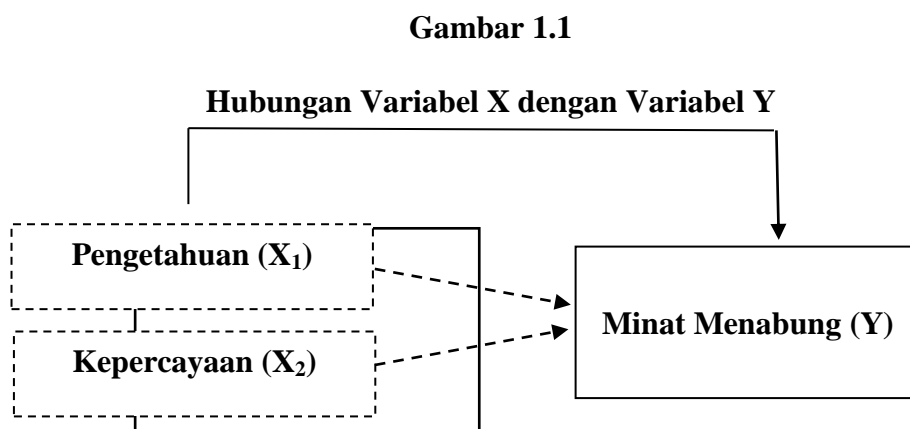 Gambar 1.1
Hubungan Variabel X dengan Variabel Y
Pengetahuan (X₁)
Kepercayaan (X₂)
Minat Menabung (Y)